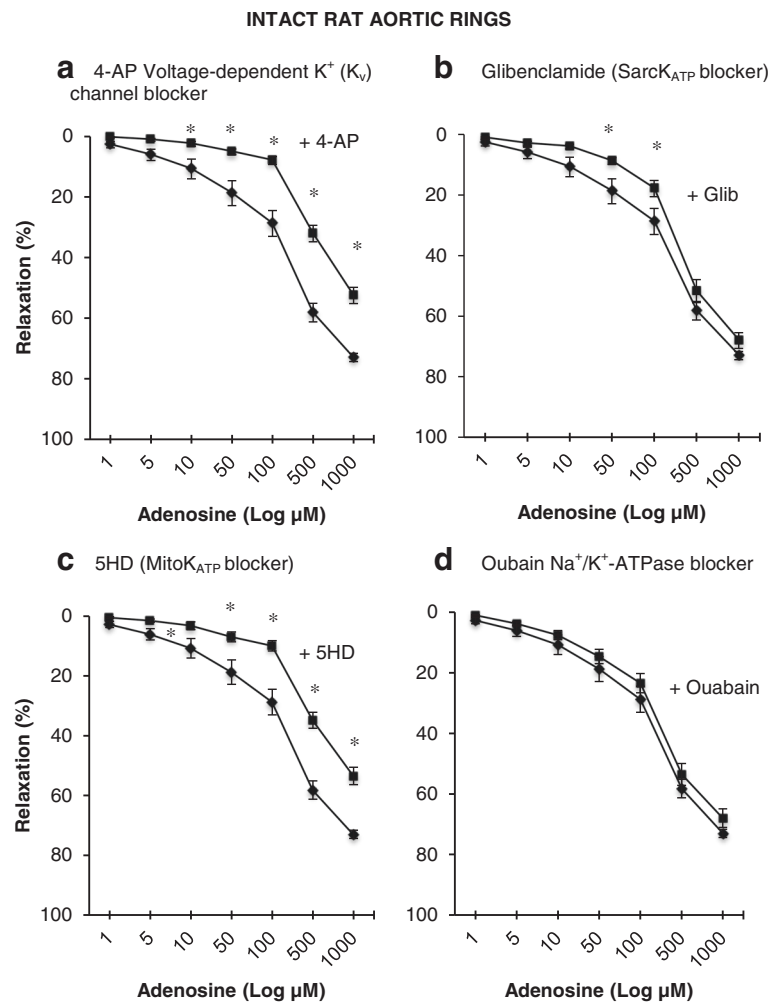 INTACT RAT AORTIC RINGS
a 4-AP Voltage-dependent K⁺ (Kᵥ)
channel blocker
0
20
40
60
80
100
Relaxation (%)
* * * * *
+ 4-AP
1 5 10 50 100 500 1000
Adenosine (Log µM)
b Glibenclamide (SarcK_ATP blocker)
0
20
40
60
80
100
* *
+ Glib
1 5 10 50 100 500 1000
Adenosine (Log µM)
c 5HD (MitoK_ATP blocker)
0
20
40
60
80
100
Relaxation (%)
* * * * *
+ 5HD
1 5 10 50 100 500 1000
Adenosine (Log µM)
d Oubain Na⁺/K⁺-ATPase blocker
0
20
40
60
80
100
+ Ouabain
1 5 10 50 100 500 1000
Adenosine (Log µM)